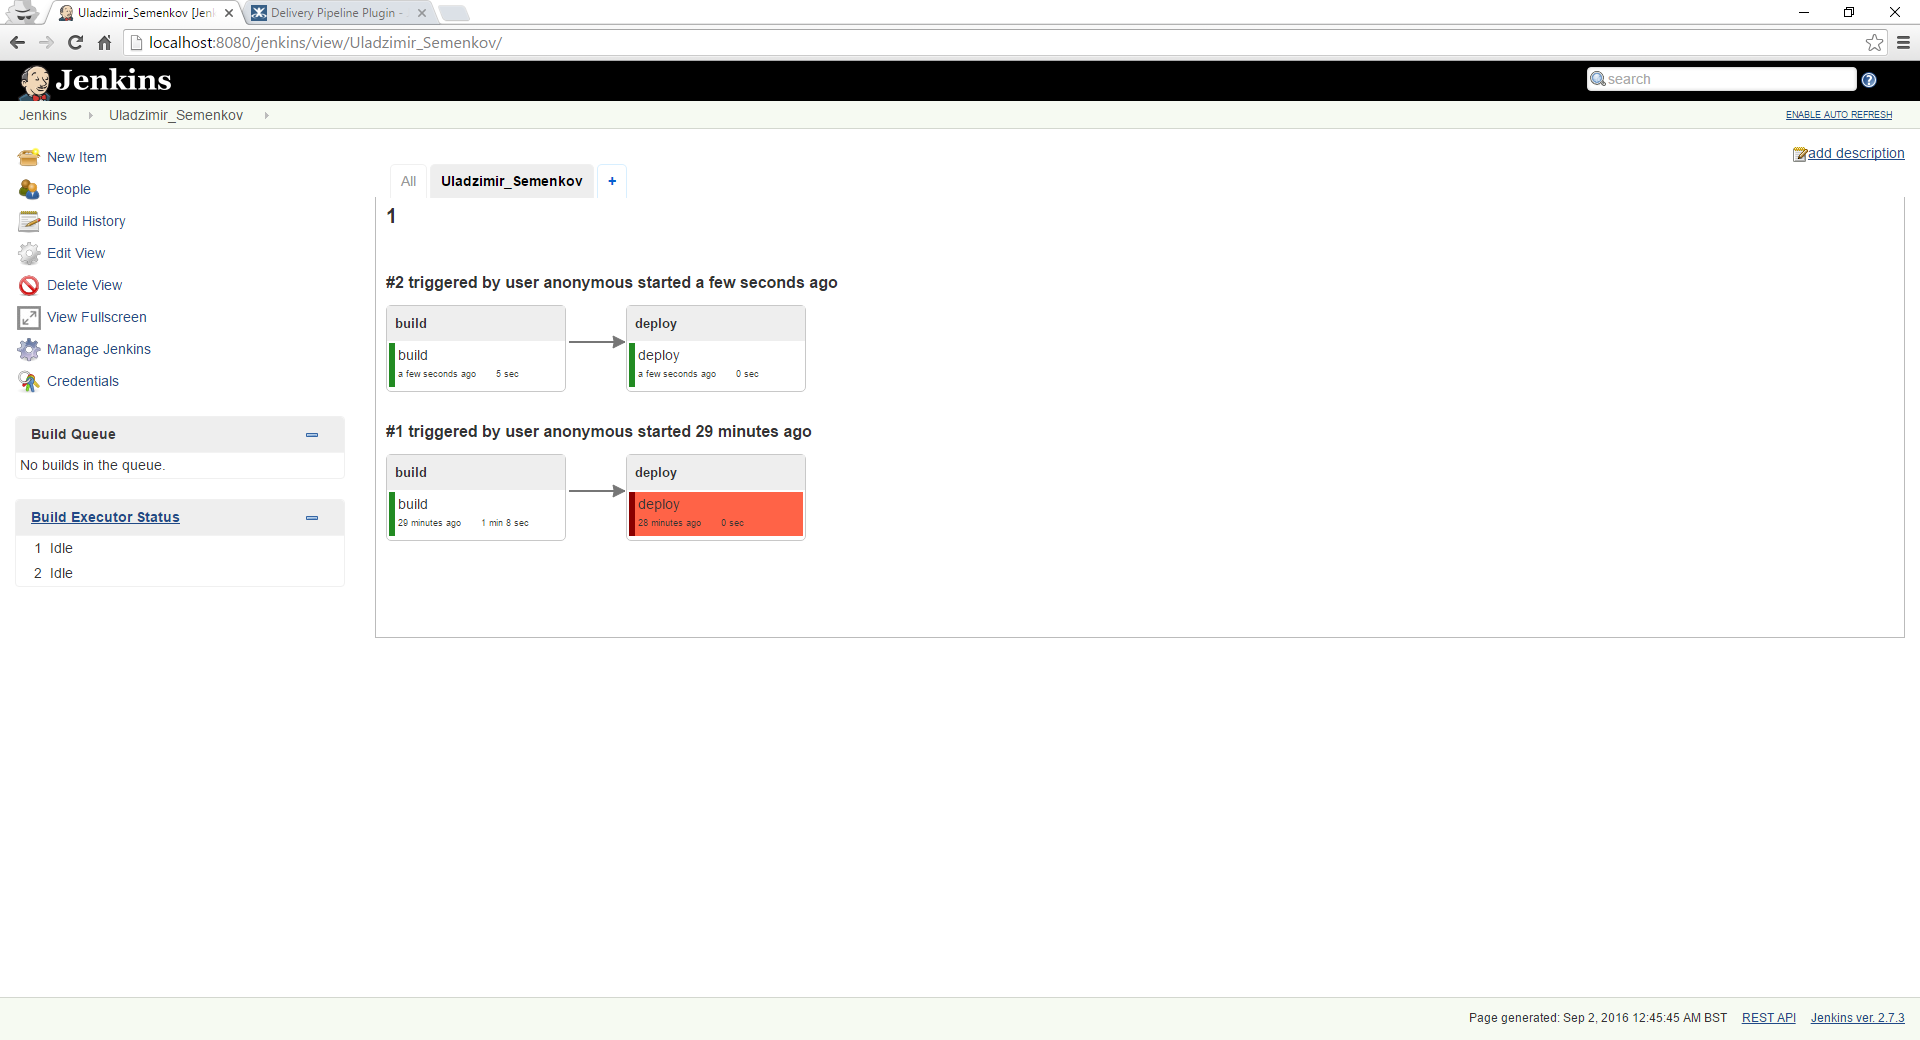 Uladzimir_Semenkov [Jen
Delivery Pipeline Plugin -
localhost:8080/jenkins/view/Uladzimir_Semenkov/
Jenkins
search
Jenkins Uladzimir_Semenkov
ENABLE AUTO REFRESH
New Item
People
Build History
Edit View
Delete View
View Fullscreen
Manage Jenkins
Credentials
Build Queue
No builds in the queue.
Build Executor Status
1 Idle
2 Idle
add description
All Uladzimir_Semenkov +
1
#2 triggered by user anonymous started a few seconds ago
build
build
a few seconds ago 5 sec
deploy
deploy
a few seconds ago 0 sec
#1 triggered by user anonymous started 29 minutes ago
build
build
29 minutes ago 1 min 8 sec
deploy
deploy
28 minutes ago 0 sec
Page generated: Sep 2, 2016 12:45:45 AM BST REST API Jenkins ver. 2.7.3